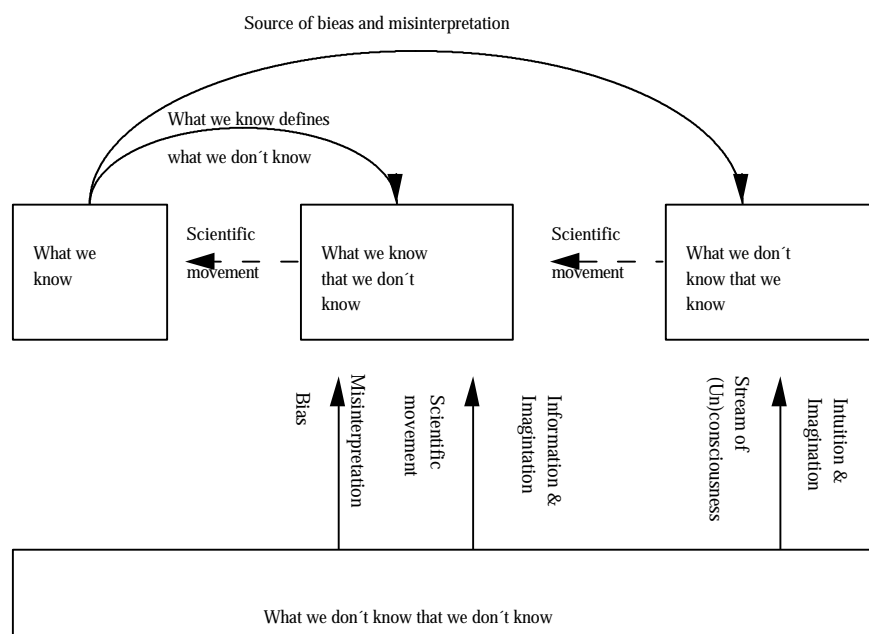 Source of bieas and misinterpretation
What we know defines
what we don´t know
What we
know
Scientific
movement
What we know
that we don´t
know
Scientific
movement
What we don´t
know that we
know
Bias
Misinterpretation
Scientific
movement
Information &
Imagintation
Stream of
(Un)consciousness
Intuition &
Imagination
What we don´t know that we don´t know